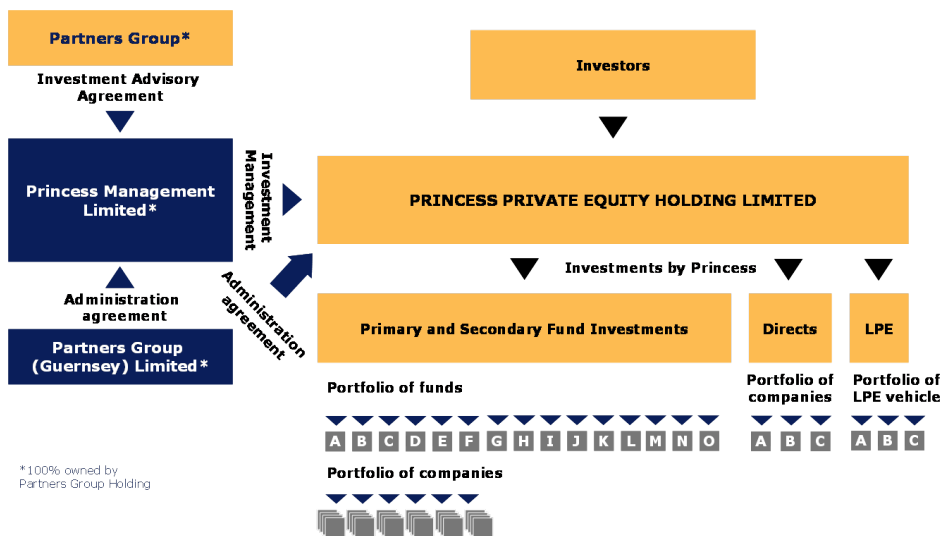 Partners Group*
Investment Advisory
Agreement
Princess Management
Limited*
Administration
agreement
Partners Group
(Guernsey) Limited*
*100% owned by
Partners Group Holding
Investment
Management
Administration
agreement
Investors
PRINCESS PRIVATE EQUITY HOLDING LIMITED
Investments by Princess
Primary and Secondary Fund Investments
Directs
LPE
Portfolio of funds
A B C D E F G H I J K L M N O
Portfolio of companies
Portfolio of
companies
A B C
Portfolio of
LPE vehicle
A B C